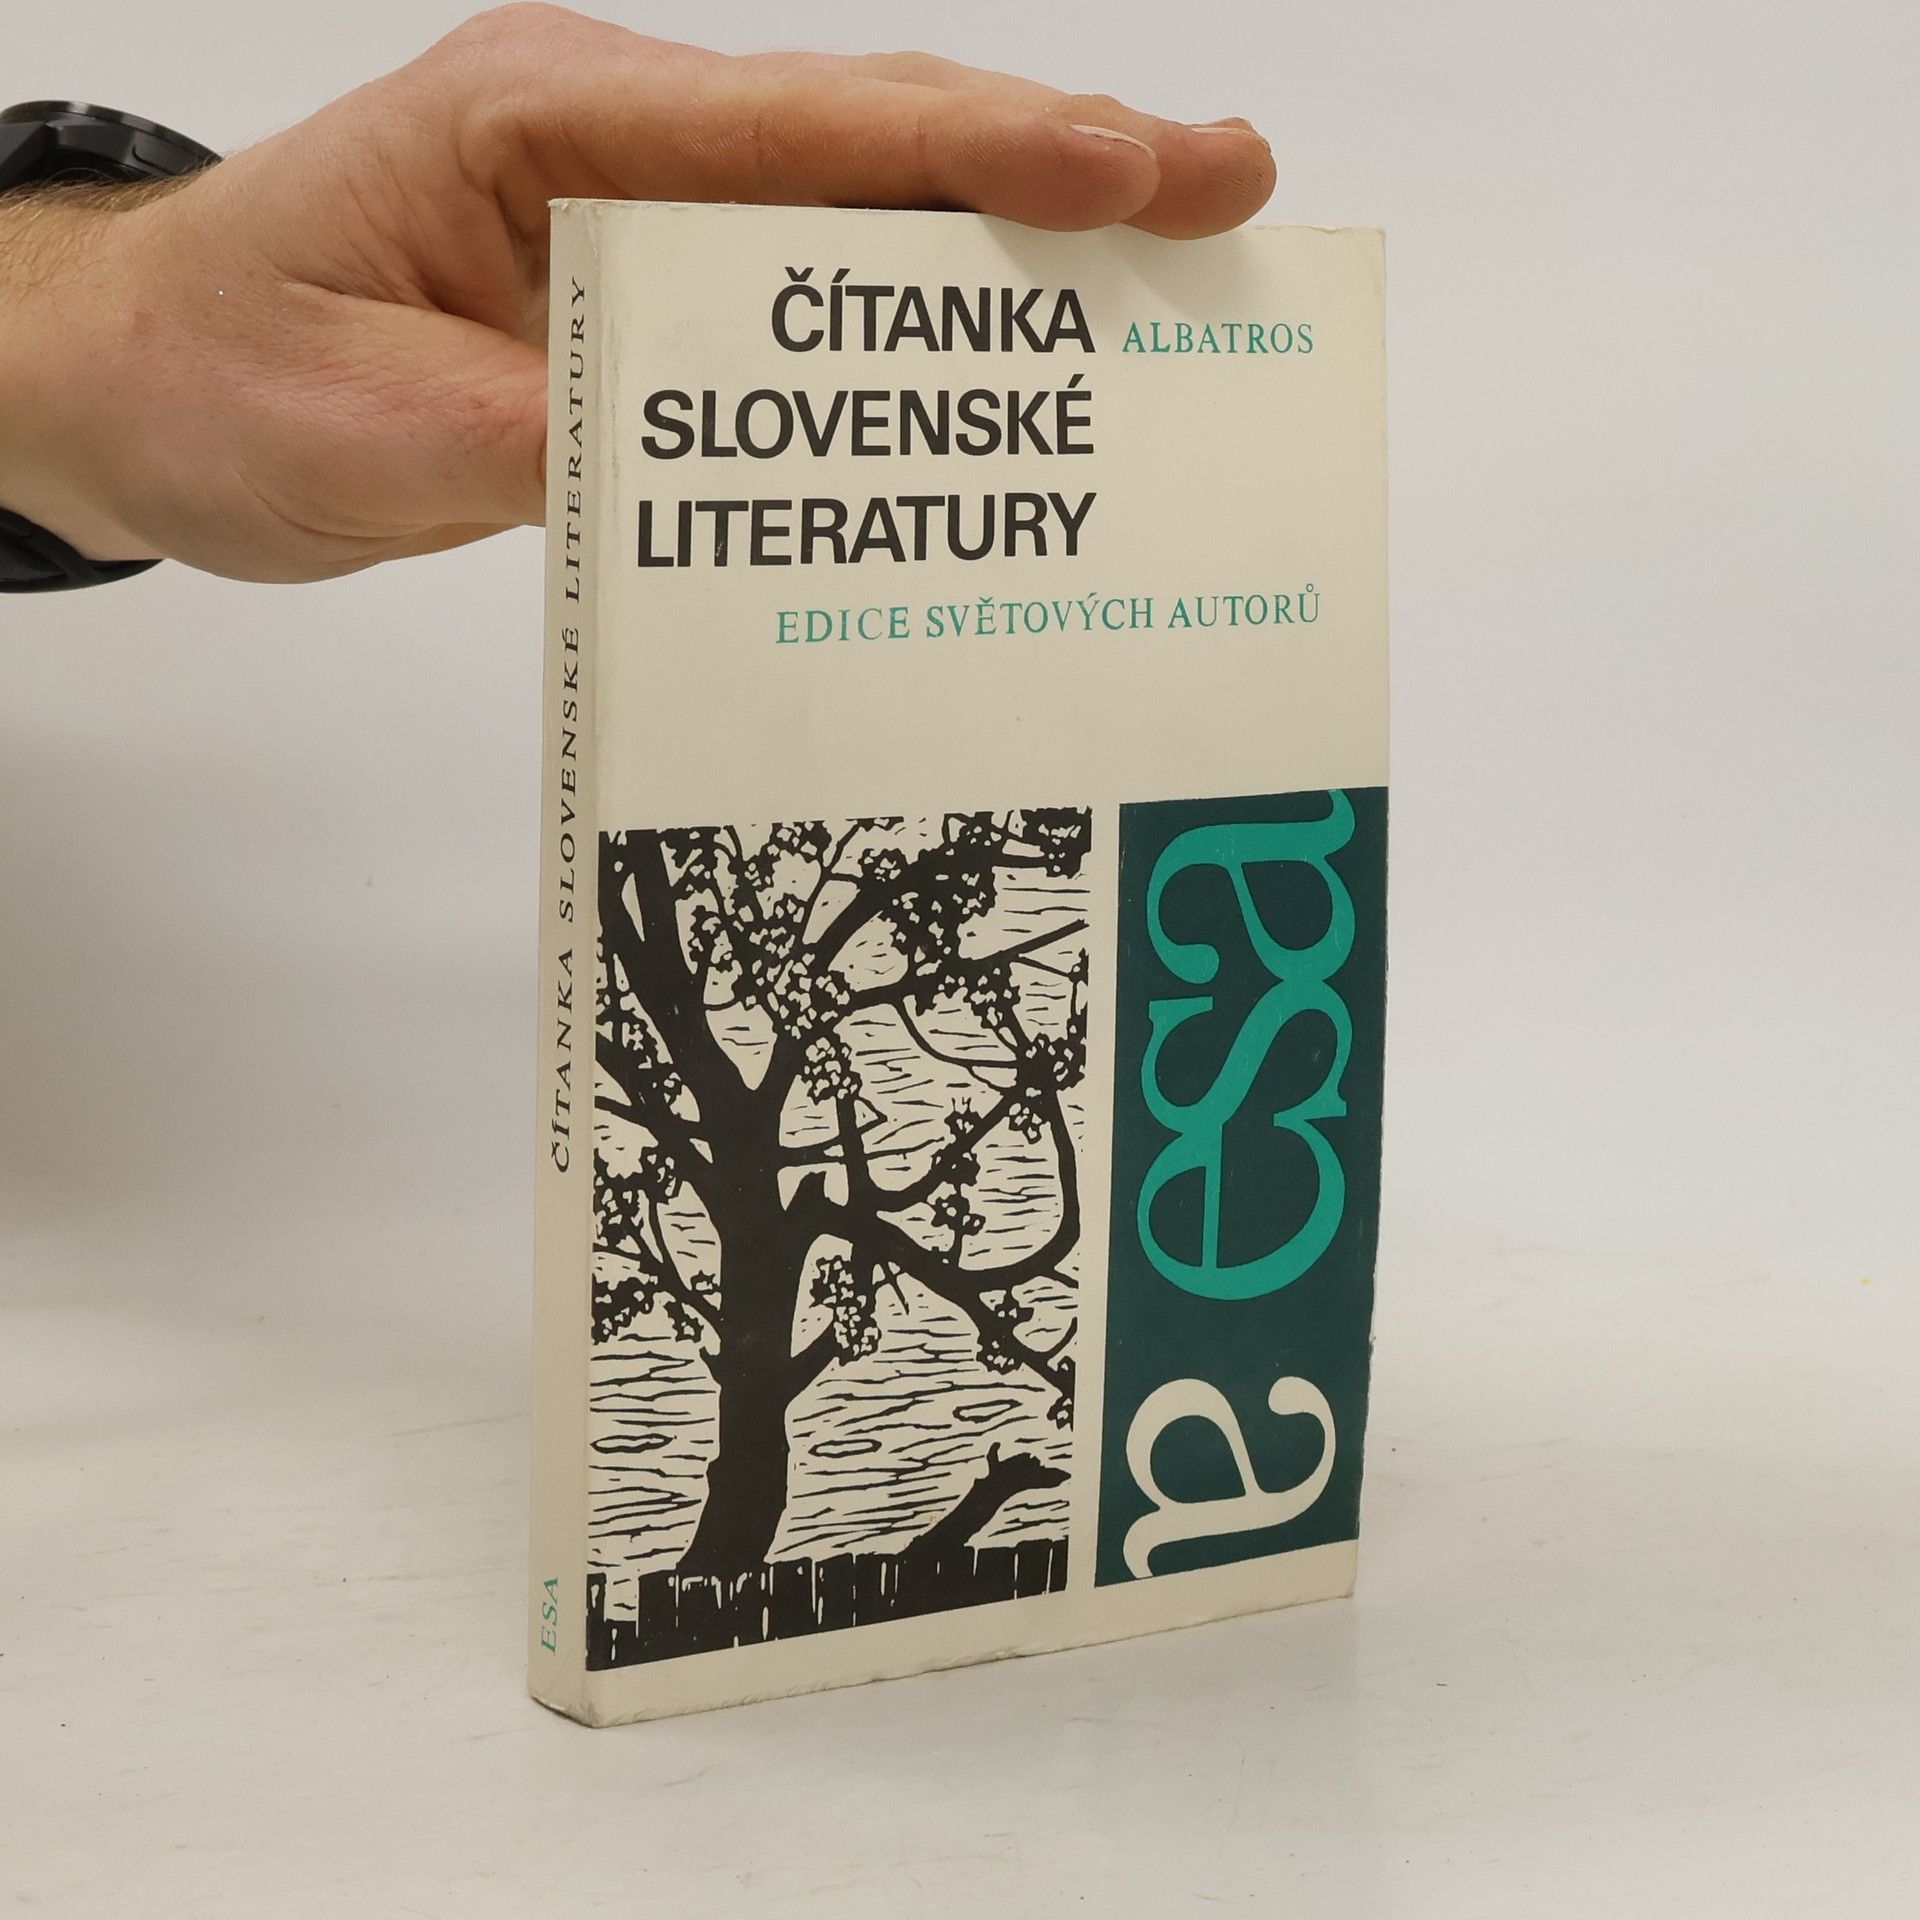 ČÍTANKA SLOVENSKÉ LITERATURY
ESA
ČÍTANKA
SLOVENSKÉ
LITERATURY
ALBATROS
EDICE SVĚTOVÝCH AUTORŮ
a esa